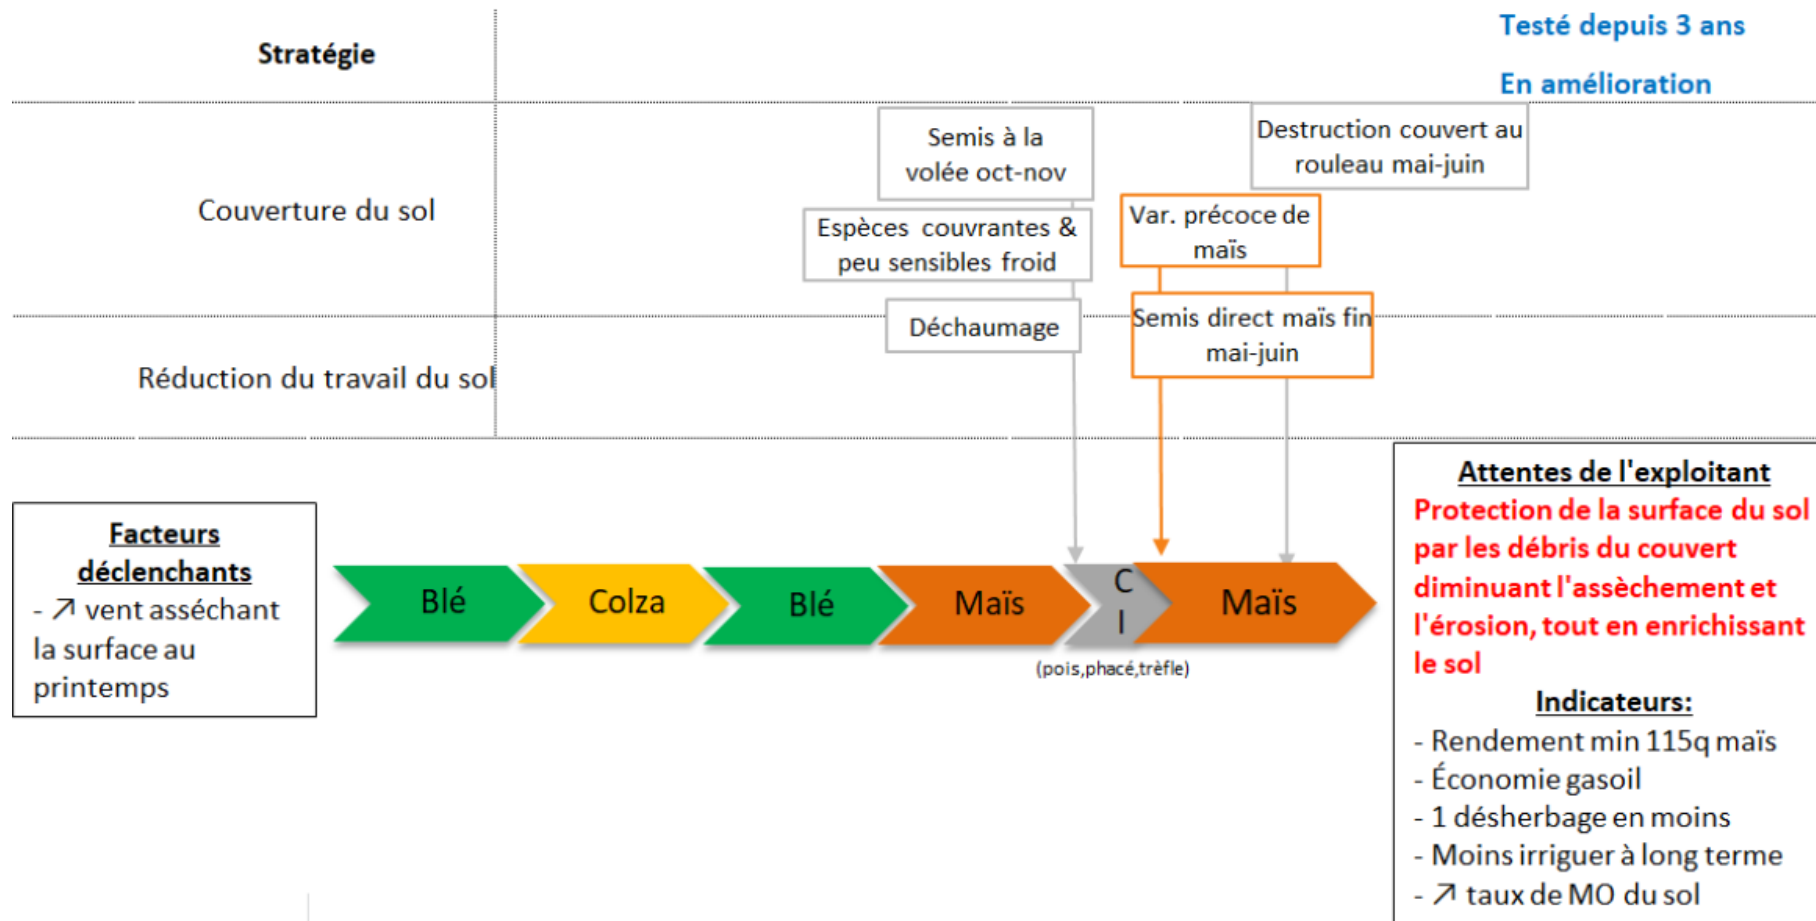 Stratégie
Testé depuis 3 ans
En amélioration
Couverture du sol
Semis à la
volée oct-nov
Espèces couvrantes &
peu sensibles froid
Destruction couvert au
rouleau mai-juin
Var. précoce de
maïs
Réduction du travail du sol
Déchaumage
Semis direct maïs fin
mai-juin
Facteurs
déclenchants
- ↗ vent asséchant
la surface au
printemps
Blé
Colza
Blé
Maïs
C
I
Maïs
(pois,phacé,trèfle)
Attentes de l'exploitant
Protection de la surface du sol
par les débris du couvert
diminuant l'assèchement et
l'érosion, tout en enrichissant
le sol
Indicateurs:
- Rendement min 115q maïs
- Économie gasoil
- 1 désherbage en moins
- Moins irriguer à long terme
- ↗ taux de MO du sol